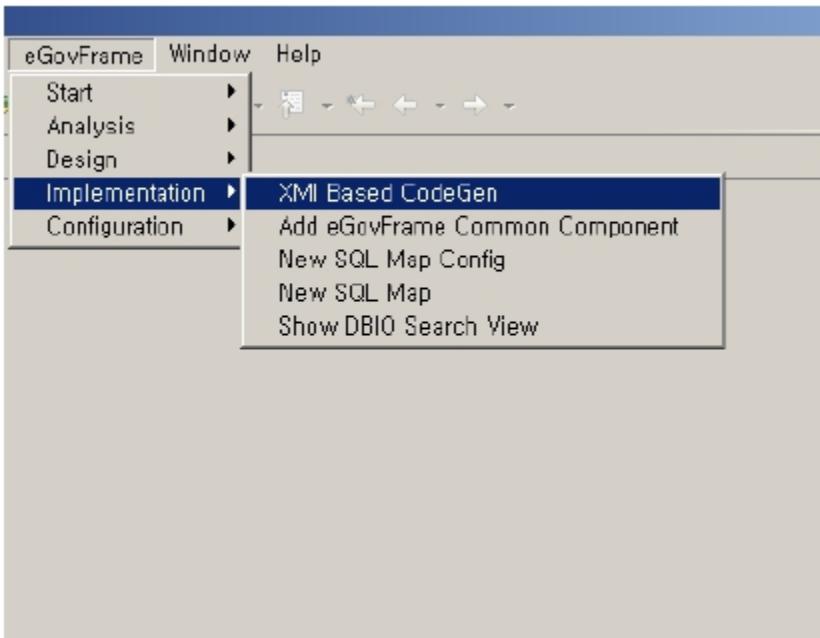 eGovFrame Window Help
Start
Analysis
Design
Implementation
Configuration
XMI Based CodeGen
Add eGovFrame Common Component
New SQL Map Config
New SQL Map
Show DBIO Search View